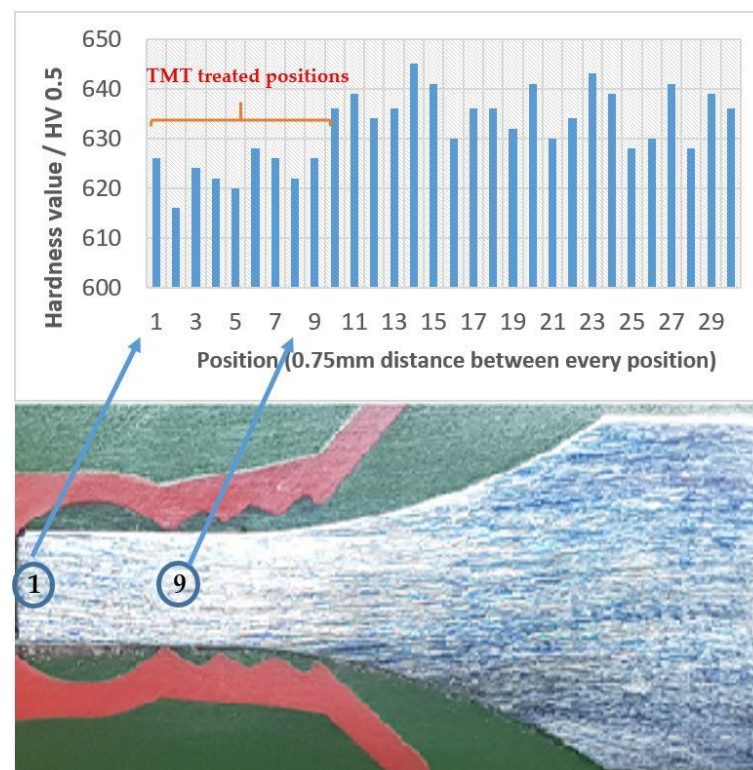 650
TMT treated positions
640
630
620
610
600
Hardness value / HV 0.5
1 3 5 7 9 11 13 15 17 19 21 23 25 27 29
Position (0.75mm distance between every position)
1
9